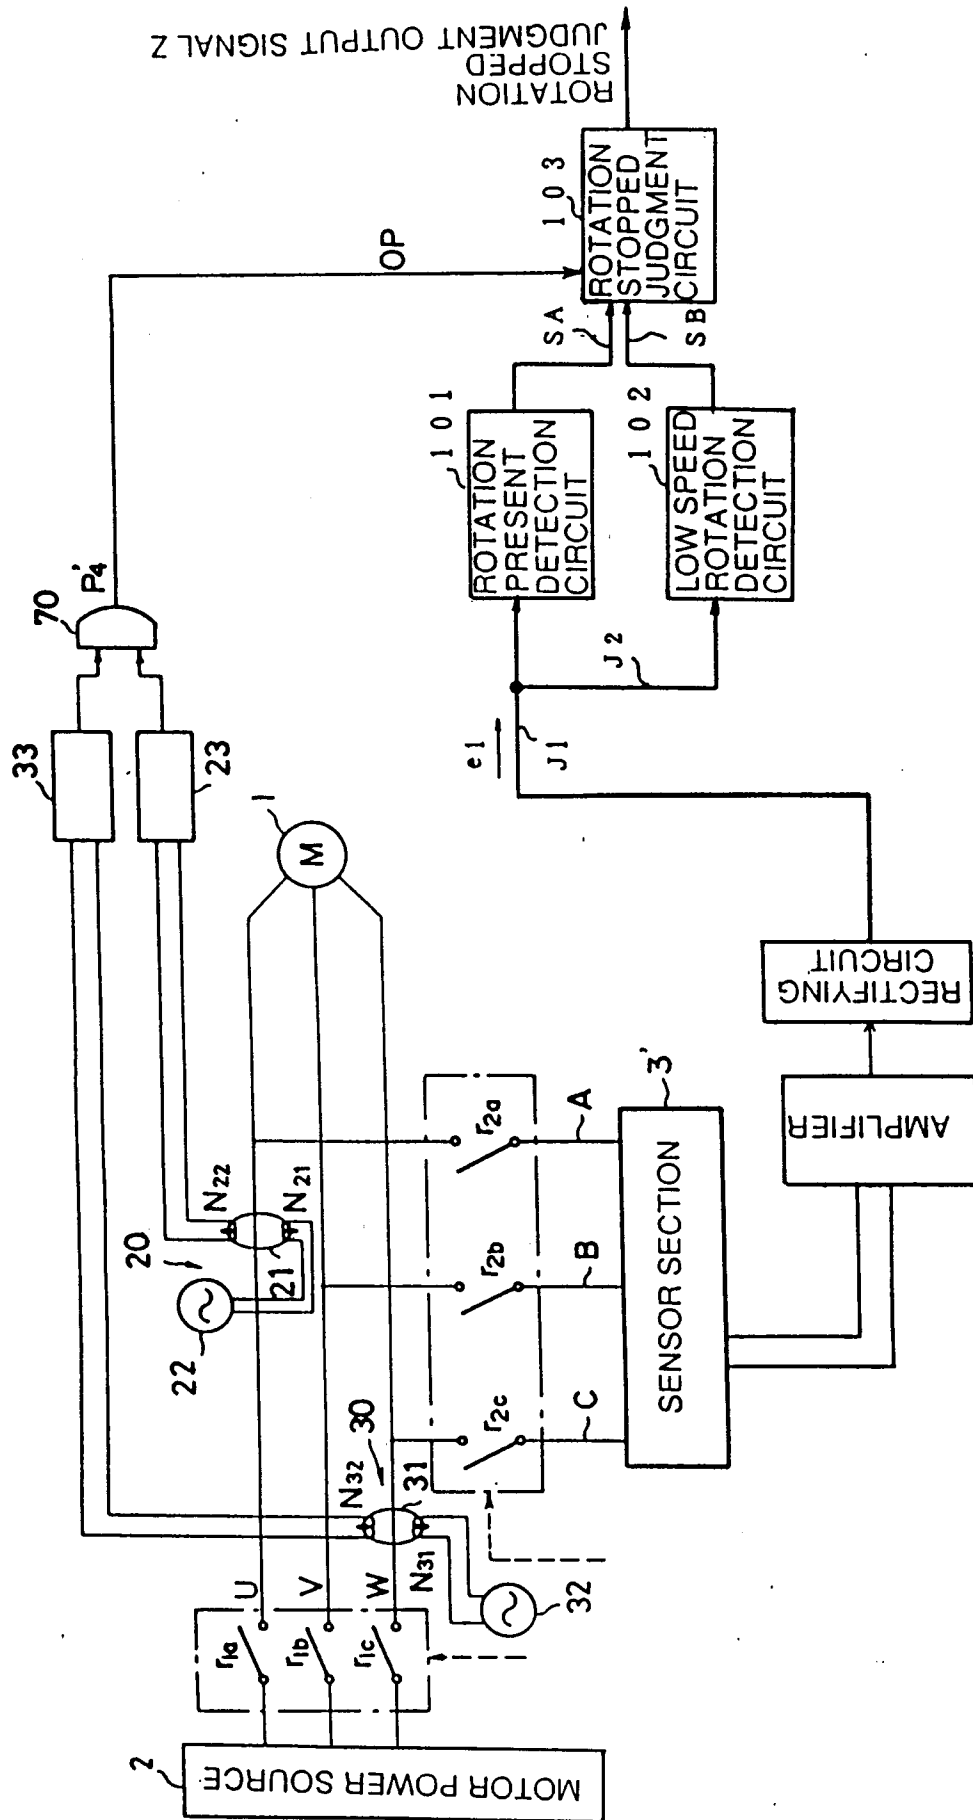 2
MOTOR POWER SOURCE
r1a
r1b
r1c
U
V
W
N32
N31
30
31
32
20
22
21
N22
N21
1
M
r2a
r2b
r2c
A
B
C
3'
SENSOR SECTION
AMPLIFIER
RECTIFYING
CIRCUIT
33
23
70
P4'
OP
e1
J1
J2
101
ROTATION
PRESENT
DETECTION
CIRCUIT
102
LOW SPEED
ROTATION
DETECTION
CIRCUIT
SA
SB
103
ROTATION
STOPPED
JUDGMENT
CIRCUIT
ROTATION
STOPPED
JUDGMENT OUTPUT SIGNAL Z